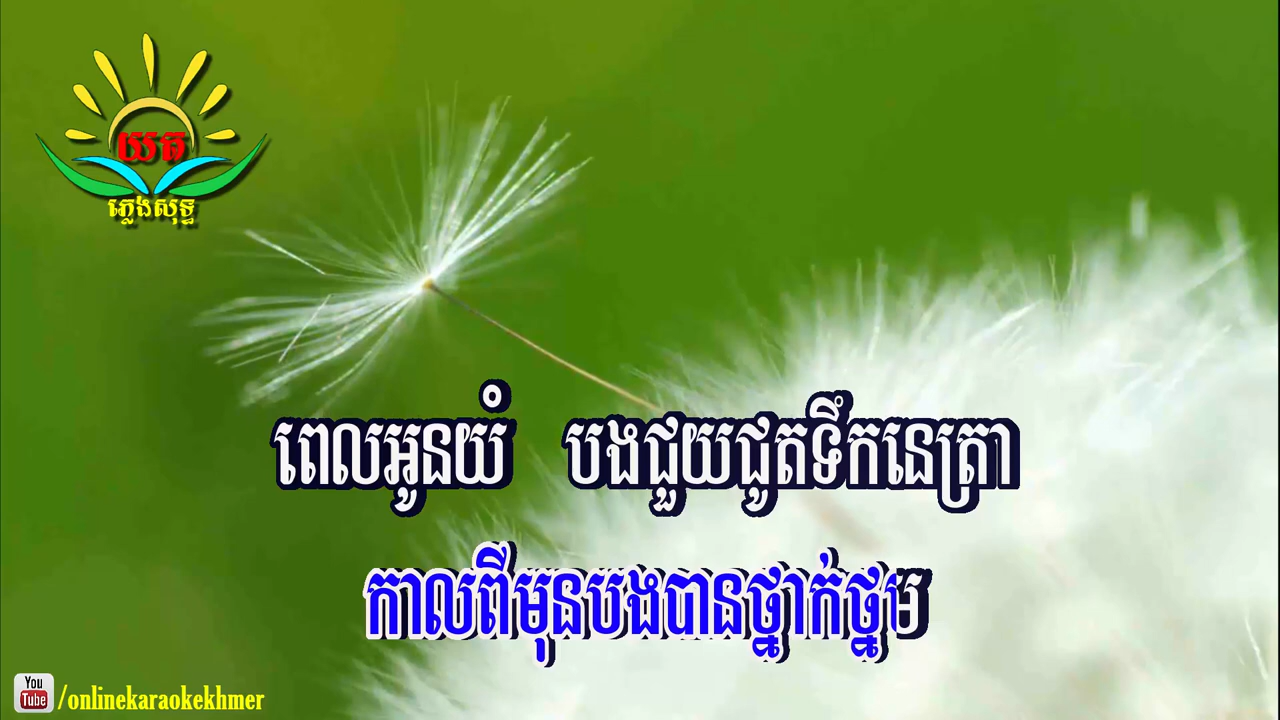 យត
ភ្លេងសុទ្ធ
ពេលអូនយំ បងជួយជូតទឹកនេត្រា
កាលពីមុនបងបានថ្នាក់ថ្នម
You Tube /onlinekaraokekhmer